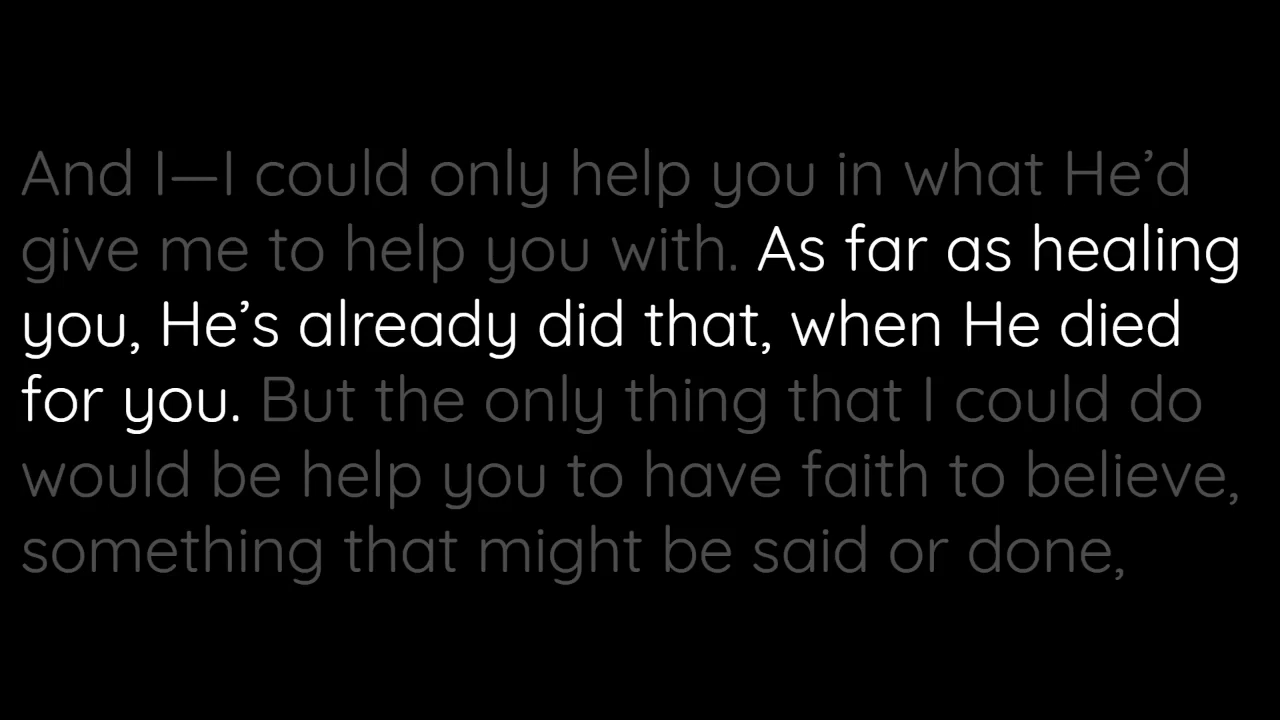 And I—I could only help you in what He’d
give me to help you with. As far as healing
you, He’s already did that, when He died
for you. But the only thing that I could do
would be help you to have faith to believe,
something that might be said or done,